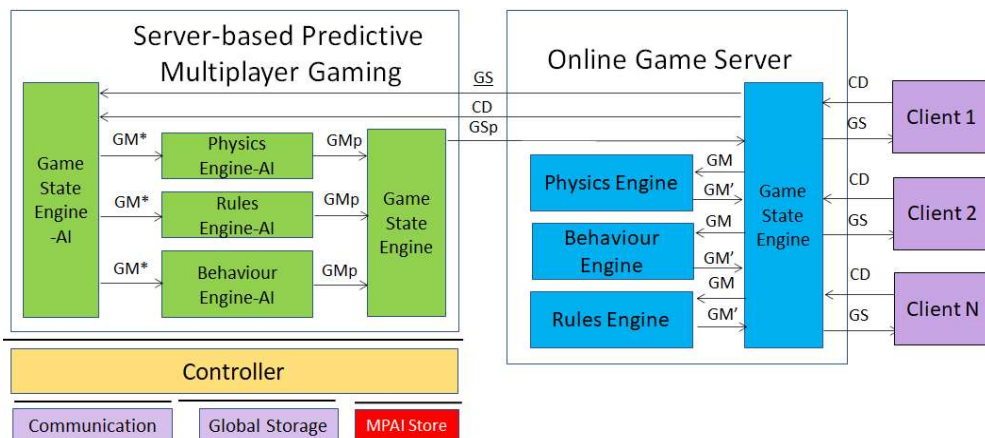 Server-based Predictive
Multiplayer Gaming
Game
State
Engine
-AI
GM*
Physics
Engine-AI
GMp
GM*
Rules
Engine-AI
GMp
GM*
Behaviour
Engine-AI
GMp
Game
State
Engine
GS
CD
GSp
Online Game Server
Physics Engine
GM
GM’
Behaviour
Engine
GM
GM’
Rules Engine
GM
GM’
Game
State
Engine
CD
GS
Client 1
CD
GS
Client 2
CD
GS
Client N
Controller
Communication
Global Storage
MPAI Store